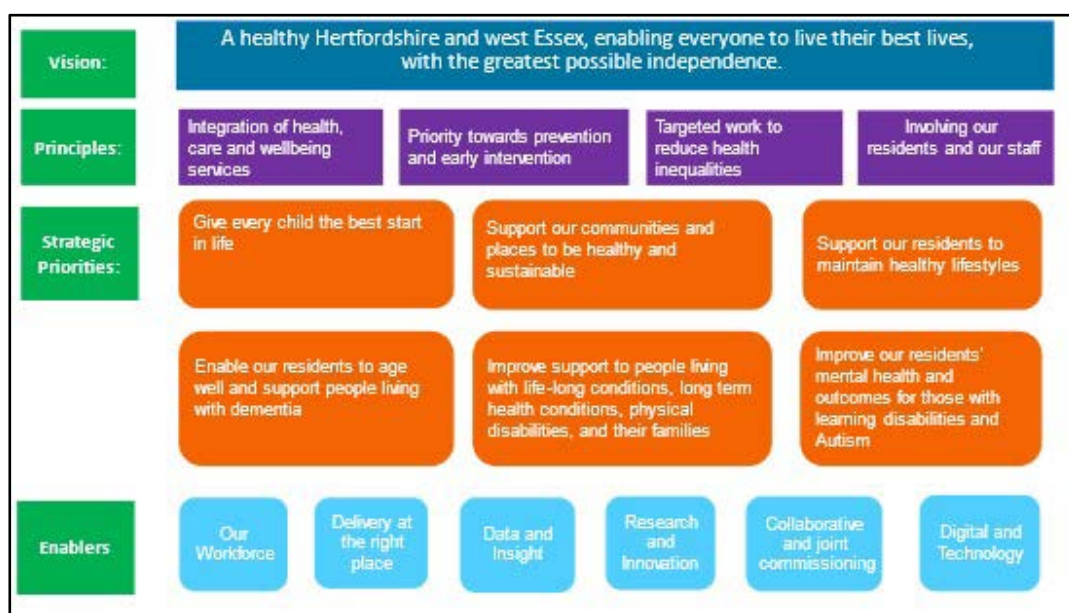 Vision:
A healthy Hertfordshire and west Essex, enabling everyone to live their best lives,
with the greatest possible independence.
Principles:
Integration of health,
care and wellbeing
services
Priority towards prevention
and early intervention
Targeted work to
reduce health
inequalities
Involving our
residents and our staff
Strategic
Priorities:
Give every child the best start
in life
Support our communities and
places to be healthy and
sustainable
Support our residents to
maintain healthy lifestyles
Enable our residents to age
well and support people living
with dementia
Improve support to people living
with life-long conditions, long term
health conditions, physical
disabilities, and their families
Improve our residents'
mental health and
outcomes for those with
learning disabilities and
Autism
Enablers
Our
Workforce
Delivery at
the right
place
Data and
Insight
Research
and
Innovation
Collaborative
and joint
commissioning
Digital and
Technology